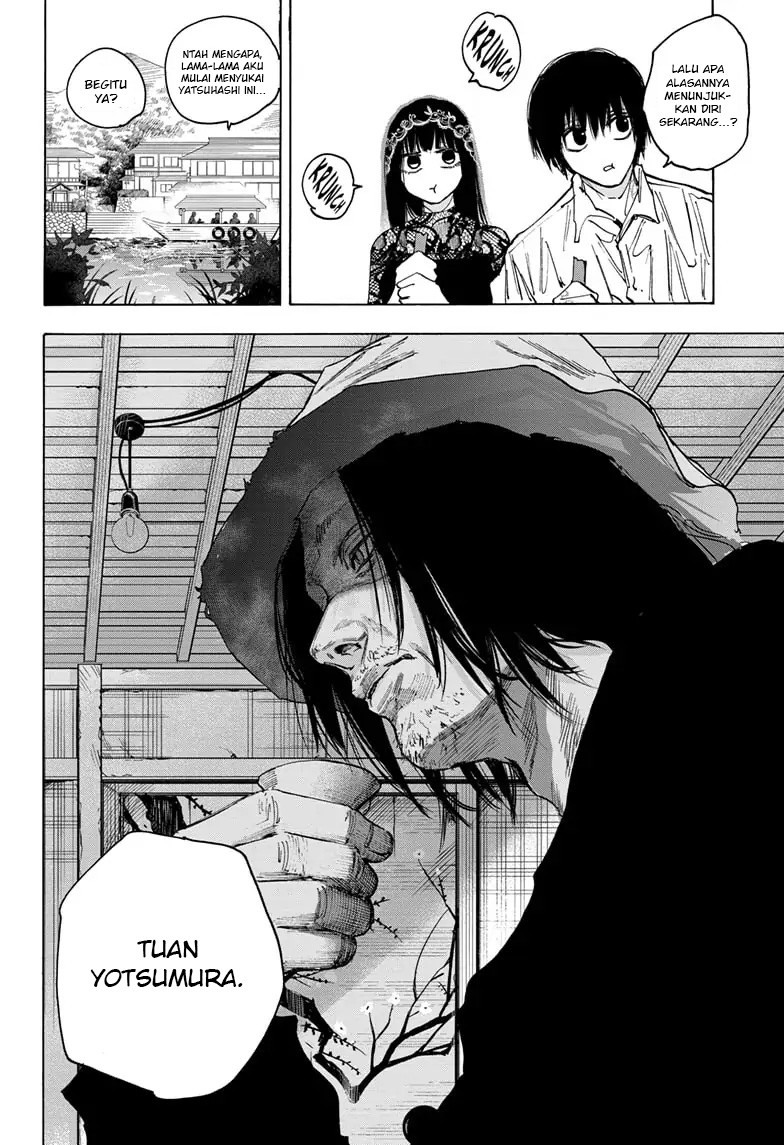 LALU APA
ALASANNYA
MENUNJUK-
KAN DIRI
SEKARANG...?
KRUNCH
KRUNCH
NTAH MENGAPA,
LAMA-LAMA AKU
MULAI MENYUKAI
YATSUHASHI INI...
BEGITU
YA?
TUAN
YOTSUMURA.